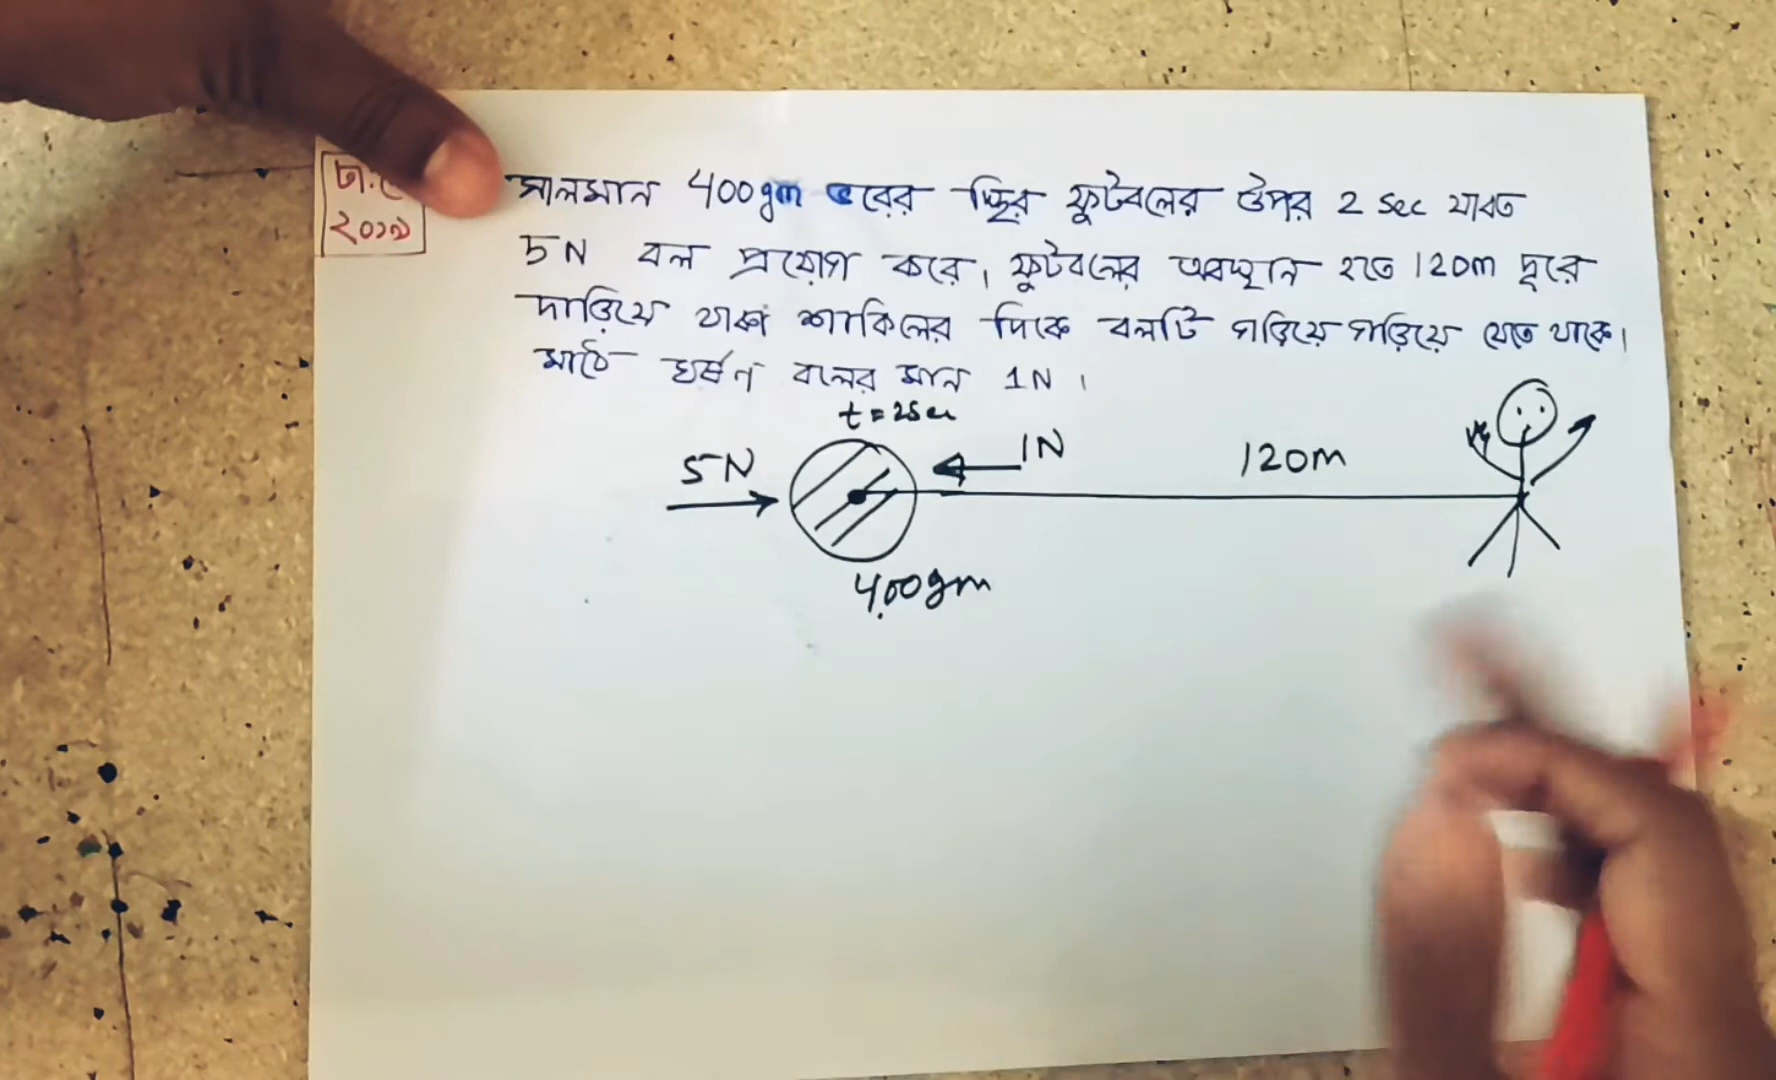 ঢা.
২০১৯
সালমান 400gm ভরের স্থির ফুটবলের উপর 2 sec যাবত
5N বল প্রয়োগ করে। ফুটবলের অবস্থান হতে 120m দূরে
দাড়িয়ে থাকা শাকিলের দিকে বলটি গড়িয়ে গড়িয়ে যেতে থাকে।
মাঠে ঘর্ষণ বলের মান 1N ।
t = 2sec
5N
1N
120m
400gm